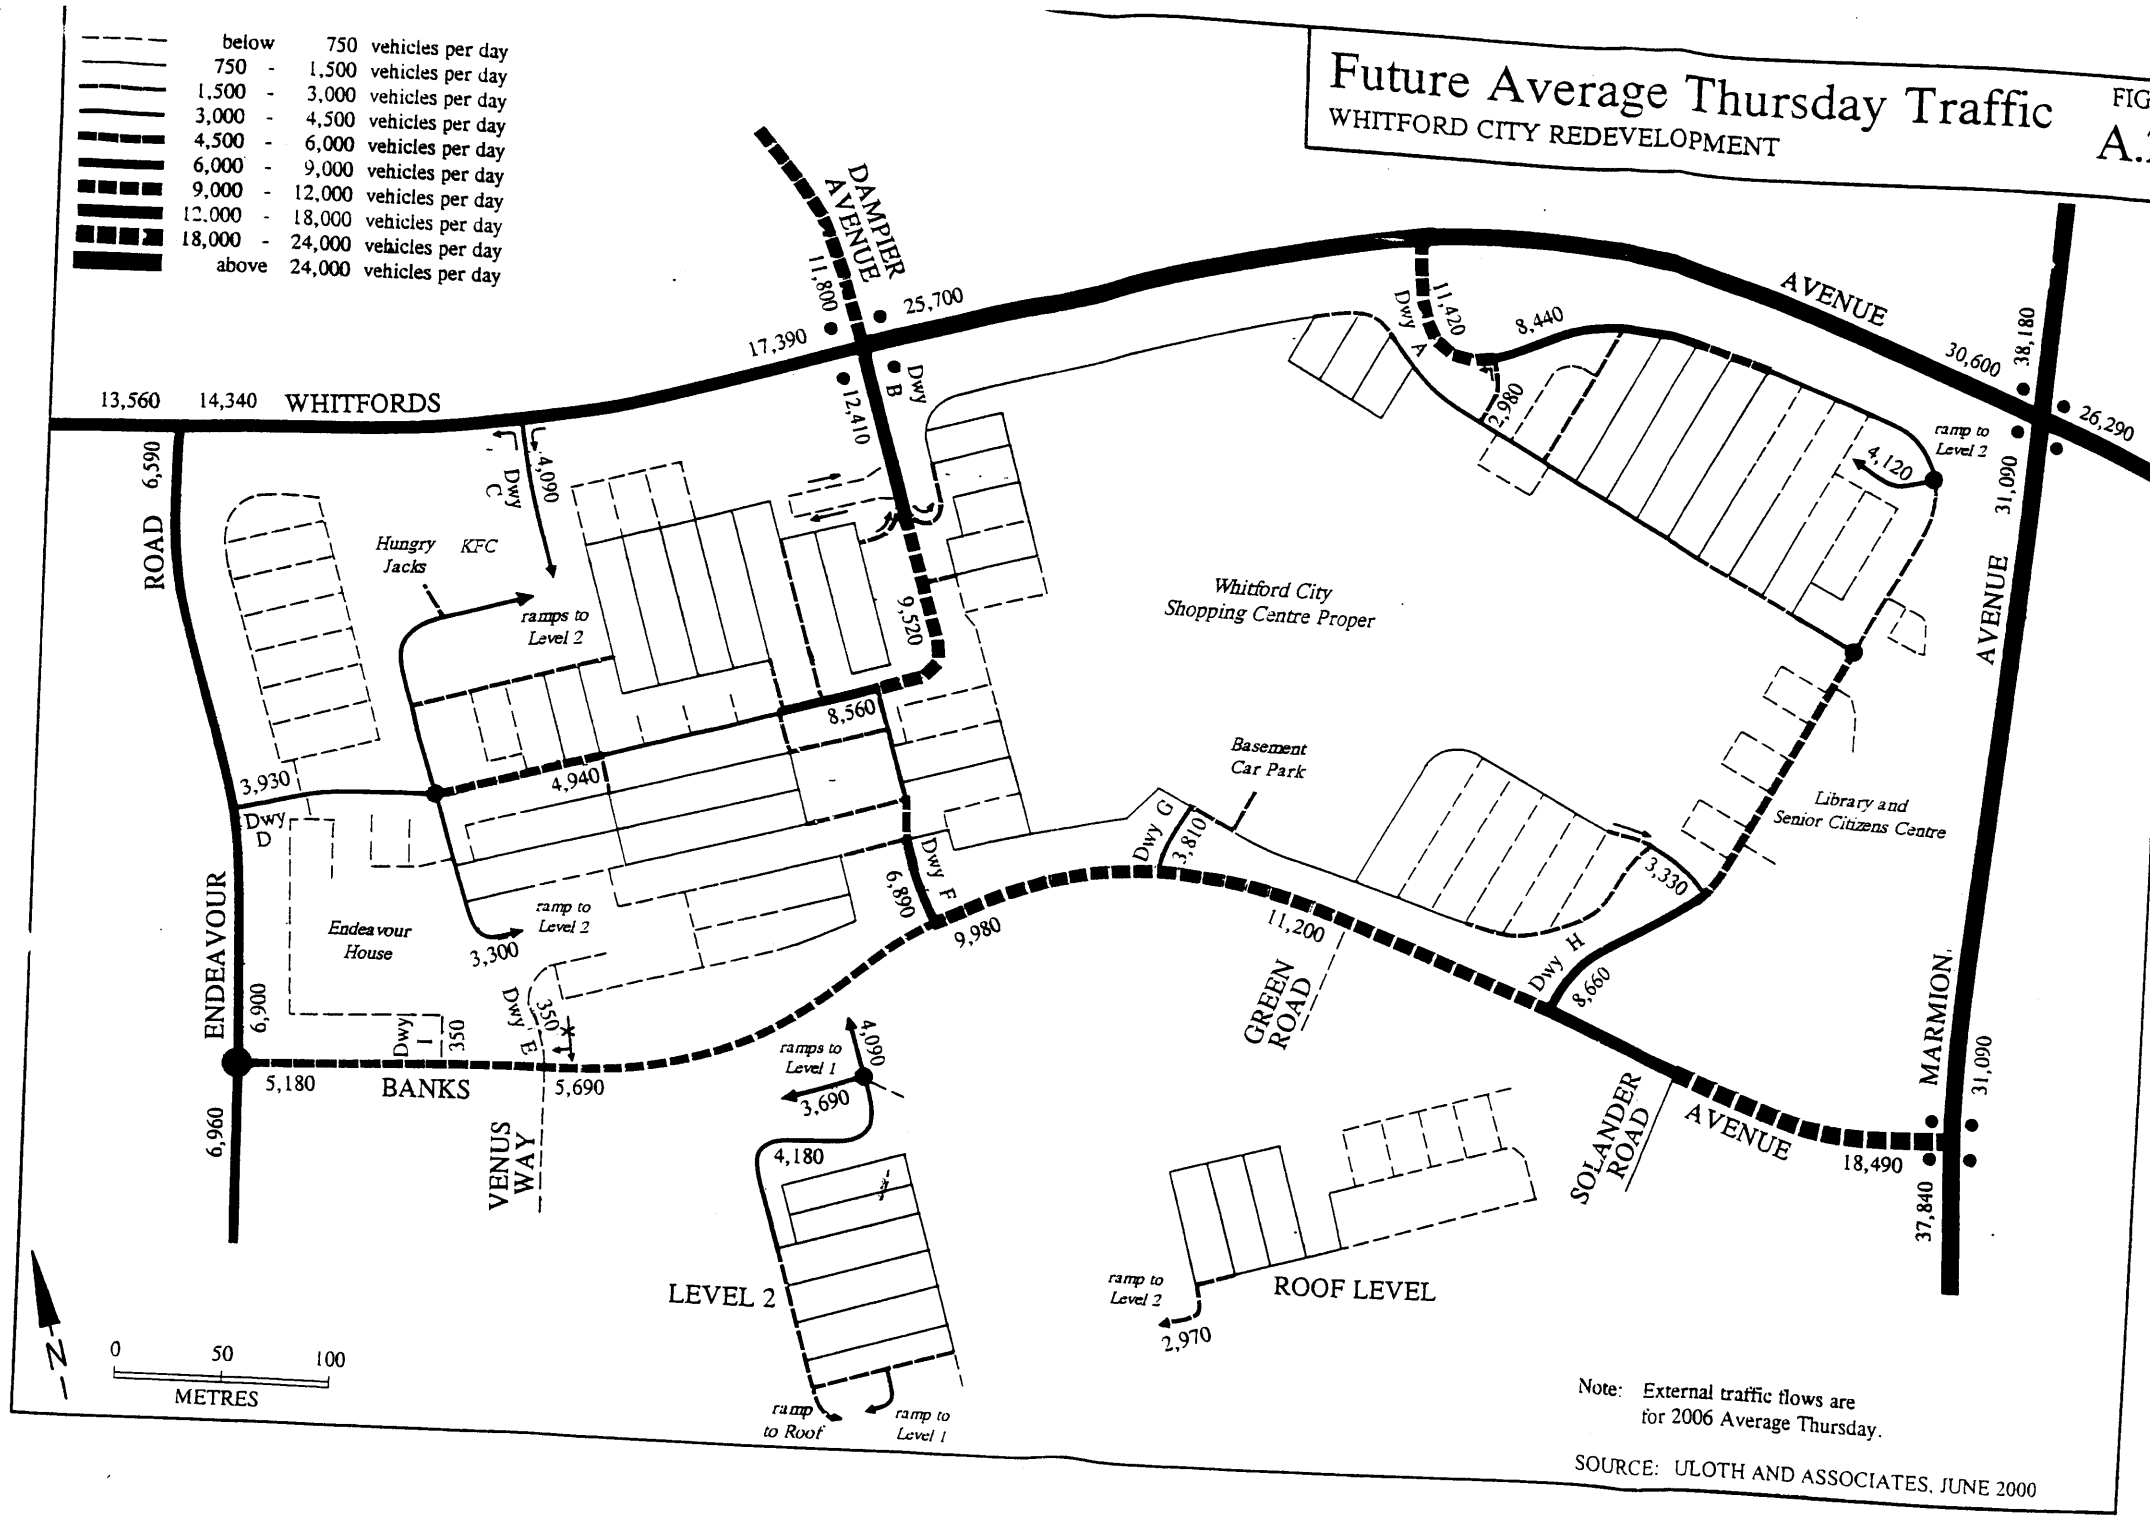 below 750 vehicles per day
750 - 1,500 vehicles per day
1,500 - 3,000 vehicles per day
3,000 - 4,500 vehicles per day
4,500 - 6,000 vehicles per day
6,000 - 9,000 vehicles per day
9,000 - 12,000 vehicles per day
12,000 - 18,000 vehicles per day
18,000 - 24,000 vehicles per day
above 24,000 vehicles per day
Future Average Thursday Traffic
WHITFORD CITY REDEVELOPMENT
FIG
A.
DAMPIER
AVENUE
11,800
25,700
17,390
13,560
14,340
WHITFORDS
AVENUE
30,600
38,180
26,290
31,090
Dwy
B
12,410
Dwy
A
11,420
8,440
2,980
ramp to
Level 2
4,120
ROAD
6,590
Dwy
C
4,090
Hungry
Jacks
KFC
ramps to
Level 2
9,520
8,560
4,940
Whitford City
Shopping Centre Proper
AVENUE
Basement
Car Park
Library and
Senior Citizens Centre
3,930
Dwy
D
ENDEAVOUR
Endeavour
House
3,300
ramp to
Level 2
Dwy F
6,890
9,980
Dwy G
3,810
11,200
3,330
Dwy H
8,660
GREEN
ROAD
MARMION
31,090
6,900
Dwy
I
350
Dwy E
350
5,180
BANKS
5,690
6,960
VENUS
WAY
ramps to
Level 1
4,090
3,690
4,180
LEVEL 2
ramp
to Roof
ramp to
Level 1
ROOF LEVEL
ramp to
Level 2
2,970
SOLANDER
ROAD
AVENUE
18,490
37,840
N
0 50 100
METRES
Note: External traffic flows are
for 2006 Average Thursday.
SOURCE: ULOTH AND ASSOCIATES, JUNE 2000